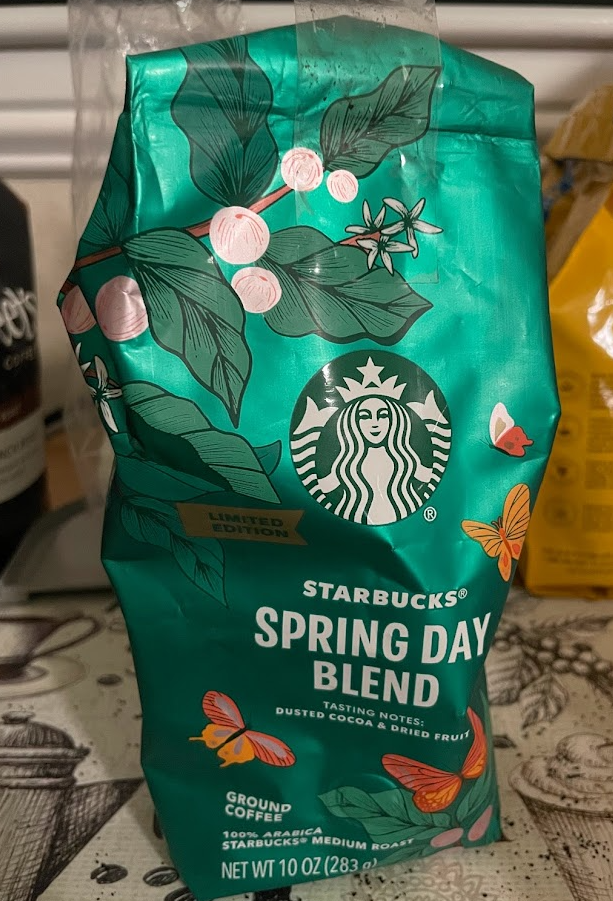 LIMITED
EDITION
®
STARBUCKS®
SPRING DAY
BLEND
TASTING NOTES:
DUSTED COCOA & DRIED FRUIT
GROUND
COFFEE
100% ARABICA
STARBUCKS® MEDIUM ROAST
NET WT 10 OZ (283 g)